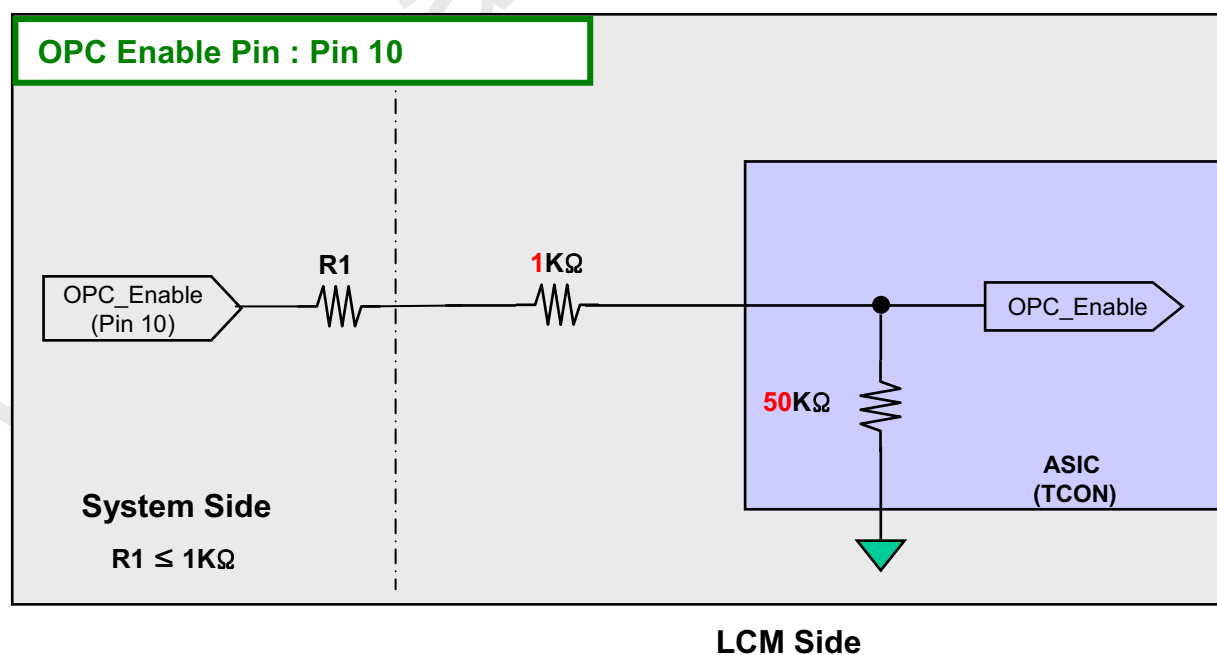 OPC Enable Pin : Pin 10
R1
1KΩ
OPC_Enable
(Pin 10)
OPC_Enable
50KΩ
ASIC
(TCON)
System Side
R1 ≤ 1KΩ
LCM Side